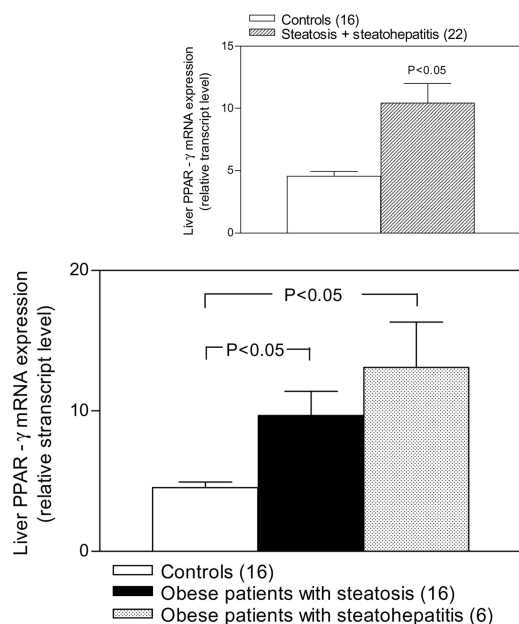 Controls (16)
Steatosis + steatohepatitis (22)
Liver PPAR - γ mRNA expression
(relative transcript level)
15
10
5
0
P<0.05
Liver PPAR - γ mRNA expression
(relative stranscript level)
20
10
0
P<0.05
P<0.05
Controls (16)
Obese patients with steatosis (16)
Obese patients with steatohepatitis (6)